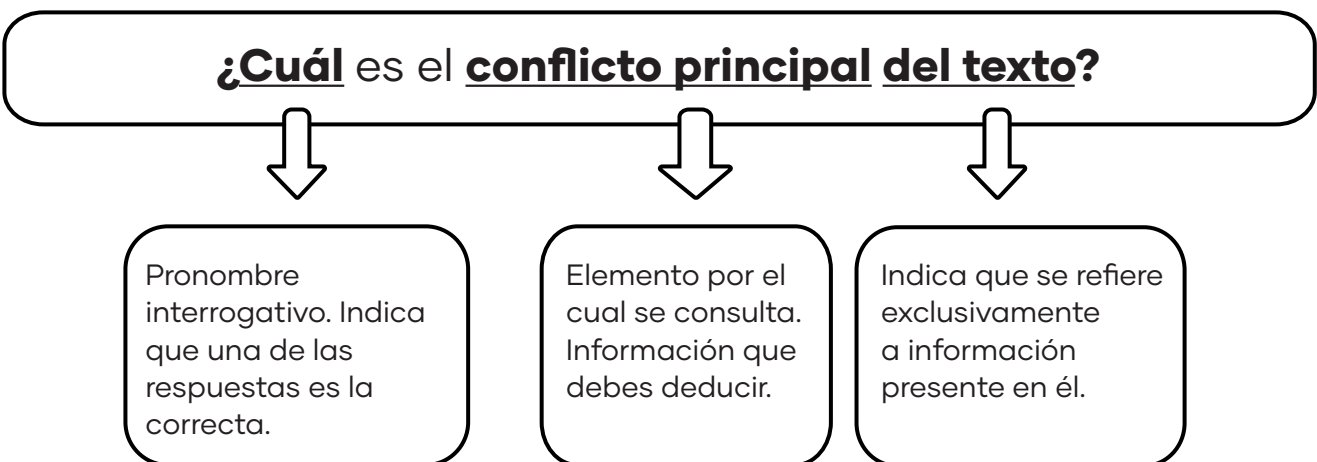 ¿Cuál es el conflicto principal del texto?
Pronombre
interrogativo. Indica
que una de las
respuestas es la
correcta.
Elemento por el
cual se consulta.
Información que
debes deducir.
Indica que se refiere
exclusivamente
a información
presente en él.